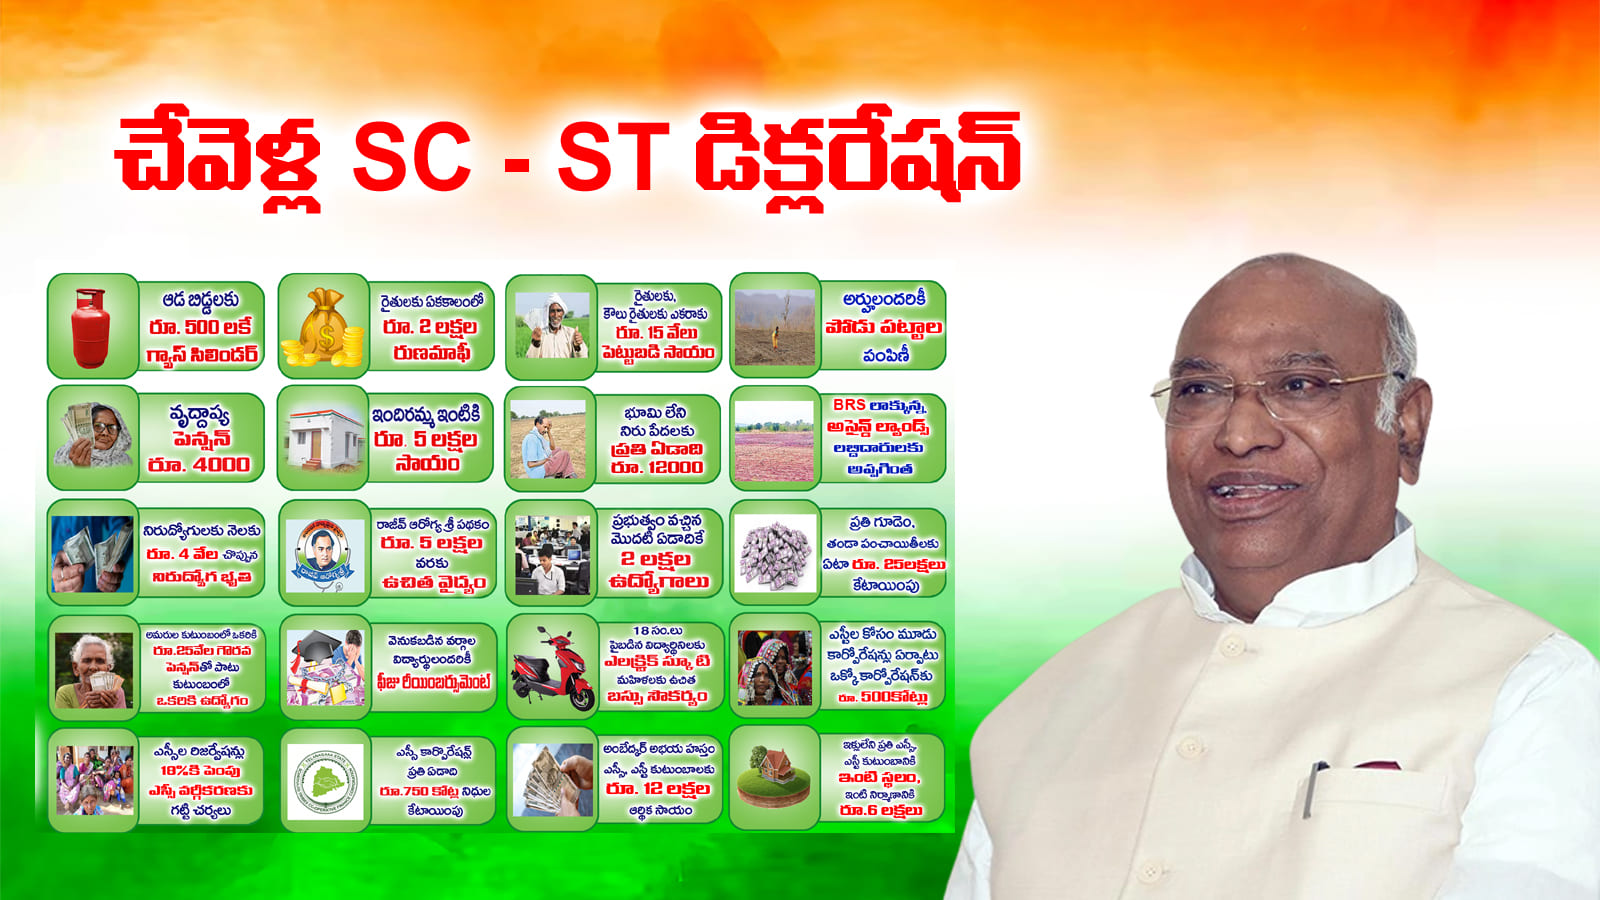 చేవెళ్ల SC - ST డిక్లరేషన్
ఆడ బిడ్డలకు
రూ. 500 లకే
గ్యాస్ సిలిండర్
రైతులకు ఏకకాలంలో
రూ. 2 లక్షల
రుణమాఫీ
రైతులకు,
కౌలు రైతులకు ఎకరాకు
రూ. 15 వేలు
పెట్టుబడి సాయం
అర్హులందరికీ
పోడు పట్టాల
పంపిణీ
వృద్దాప్య
పెన్షన్
రూ. 4000
ఇందిరమ్మ ఇంటికి
రూ. 5 లక్షల
సాయం
భూమి లేని
నిరు పేదలకు
ప్రతి ఏడాది
రూ. 12000
BRS లాక్కున్న
అసైన్డ్ ల్యాండ్స్
లబ్దిదారులకు
అప్పగింత
నిరుద్యోగులకు నెలకు
రూ. 4 వేల చొప్పున
నిరుద్యోగ భృతి
రాజీవ్ ఆరోగ్య శ్రీ పథకం
రూ. 5 లక్షల
వరకు
ఉచిత వైద్యం
ప్రభుత్వం వచ్చిన
మొదటి ఏడాదికే
2 లక్షల
ఉద్యోగాలు
ప్రతి గూడెం,
తండా పంచాయితీలకు
ఏటా రూ. 25లక్షలు
కేటాయింపు
అమరుల కుటుంబంలో ఒకరికి
రూ.25వేల గౌరవ
పెన్షన్‌తో పాటు
కుటుంబంలో
ఒకరికి ఉద్యోగం
వెనుకబడిన వర్గాల
విద్యార్థులందరికీ
ఫీజు రీయింబర్సుమెంట్
18 సం.లు
పైబడిన విద్యార్థినిలకు
ఎలక్ట్రిక్ స్కూటి
మహిళలకు ఉచిత
బస్సు సౌకర్యం
ఎస్టీల కోసం మూడు
కార్పోరేషన్లు ఏర్పాటు
ఒక్కో కార్పోరేషన్‌కు
రూ. 500కోట్లు
ఎస్సీల రిజర్వేషన్లు
18%కి పెంపు
ఎస్సీ వర్గీకరణకు
గట్టి చర్యలు
ఎస్సీ కార్పొరేషన్లీ
ప్రతి ఏడాది
రూ.750 కోట్ల నిధుల
కేటాయింపు
అంబేద్కర్ అభయ హస్తం
ఎస్సీ, ఎస్టీ కుటుంబాలకు
రూ. 12 లక్షల
ఆర్థిక సాయం
ఇళ్లులేని ప్రతి ఎస్సీ,
ఎస్టీ కుటుంబానికి
ఇంటి స్థలం,
ఇంటి నిర్మాణానికి
రూ.6 లక్షలు